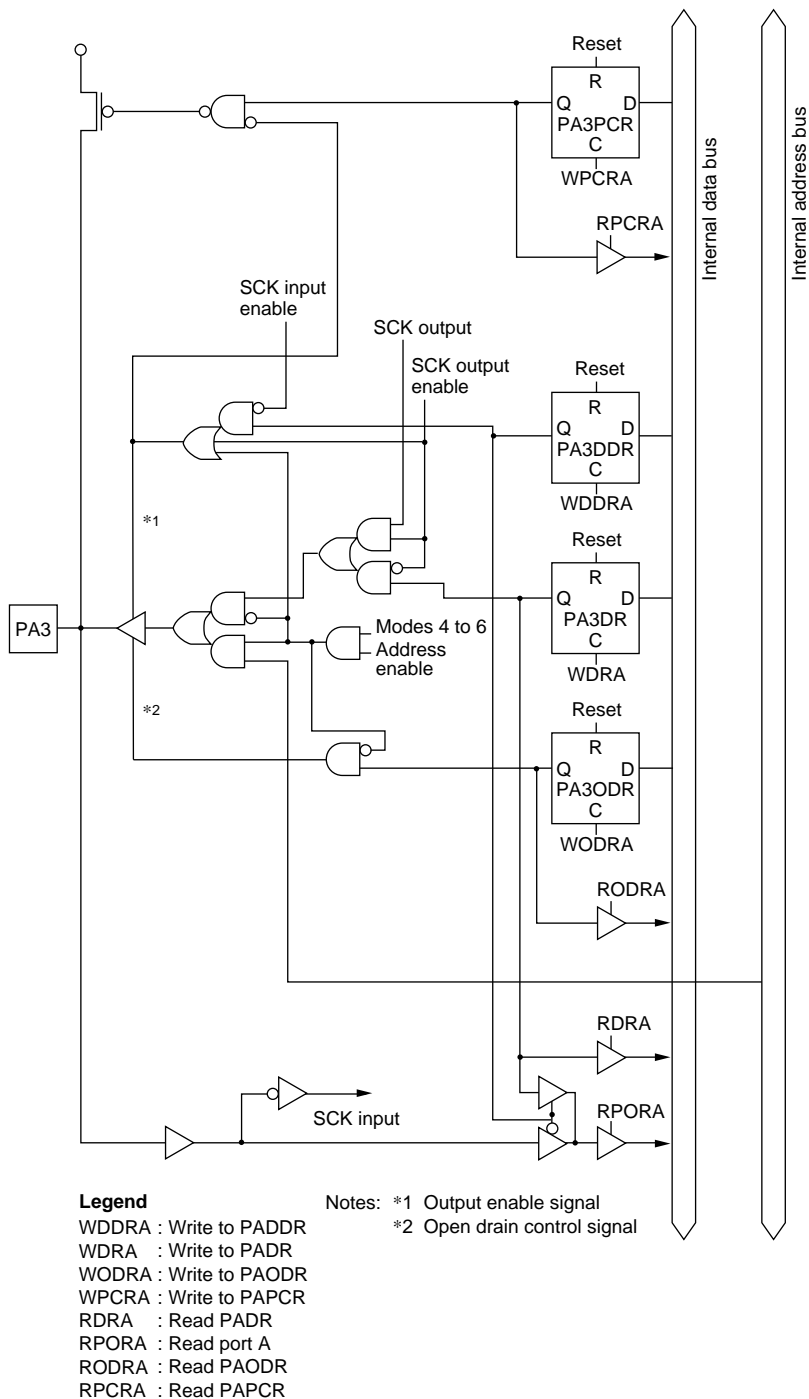 Reset
R
Q D
PA3PCR
C
WPCRA
RPCRA
Internal data bus
Internal address bus
SCK input
enable
SCK output
SCK output
enable
Reset
R
Q D
PA3DDR
C
WDDRA
*1
Reset
R
Q D
PA3DR
C
WDRA
PA3
Modes 4 to 6
Address
enable
*2
Reset
R
Q D
PA3ODR
C
WODRA
RODRA
RDRA
SCK input
RPORA
Legend
WDDRA : Write to PADDR
WDRA : Write to PADR
WODRA : Write to PAODR
WPCRA : Write to PAPCR
RDRA : Read PADR
RPORA : Read port A
RODRA : Read PAODR
RPCRA : Read PAPCR
Notes: *1 Output enable signal
*2 Open drain control signal